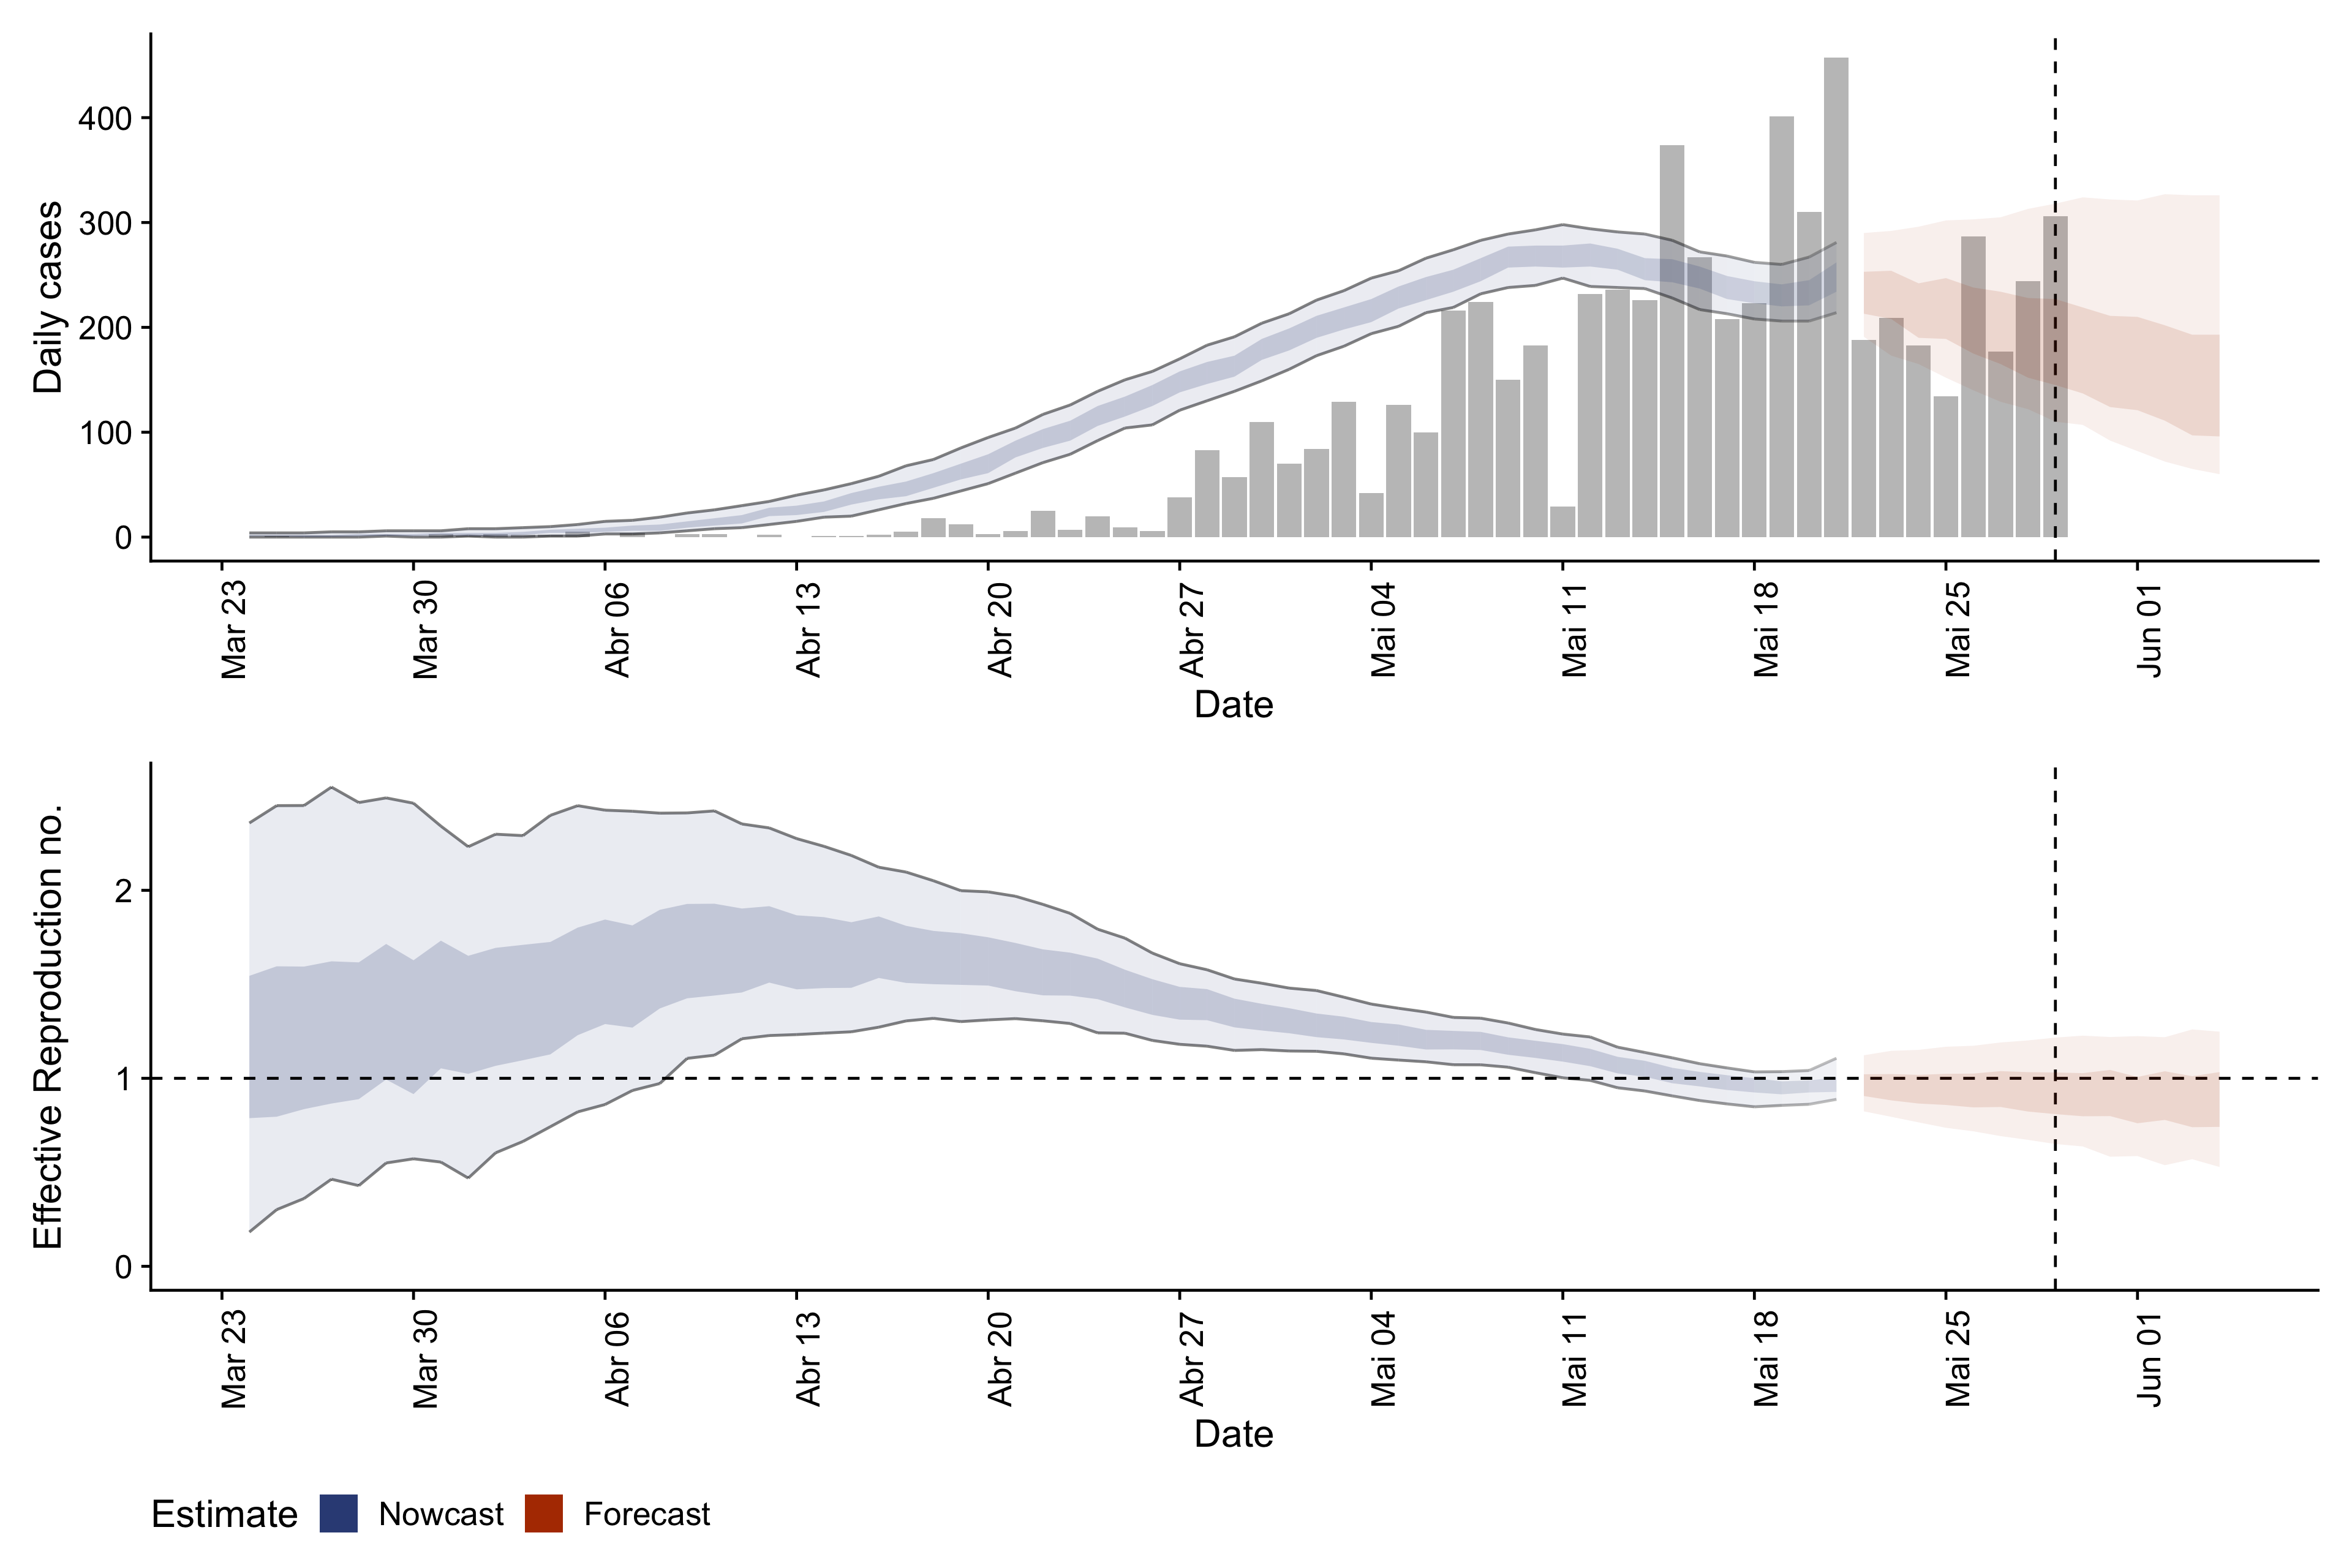 Daily cases
400
300
200
100
0
Mar 23
Mar 30
Abr 06
Abr 13
Abr 20
Abr 27
Mai 04
Mai 11
Mai 18
Mai 25
Jun 01
Date
Effective Reproduction no.
2
1
0
Mar 23
Mar 30
Abr 06
Abr 13
Abr 20
Abr 27
Mai 04
Mai 11
Mai 18
Mai 25
Jun 01
Date
Estimate Nowcast Forecast